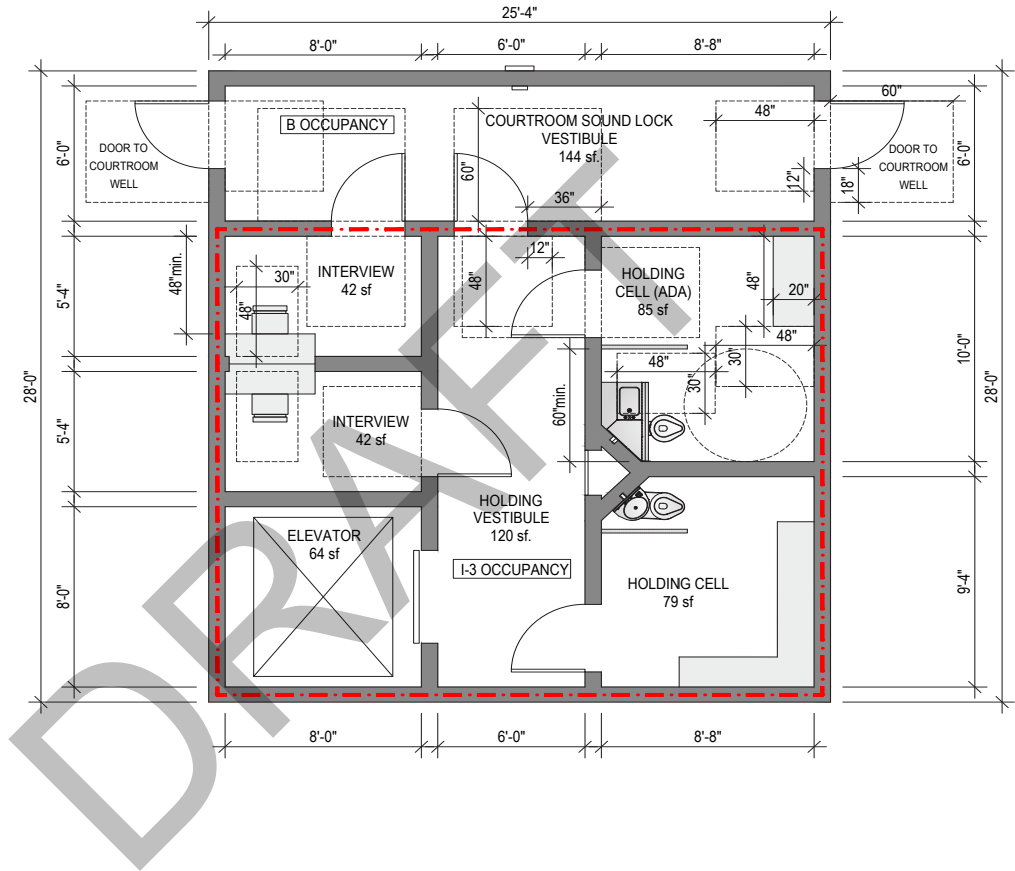 25'-4"
8'-0"
6'-0"
8'-8"
60"
B OCCUPANCY
COURTROOM SOUND LOCK
VESTIBULE
144 sf.
48"
DOOR TO
COURTROOM
WELL
DOOR TO
COURTROOM
WELL
6'-0"
60"
12"
18"
6'-0"
36"
48"min.
INTERVIEW
42 sf
30"
48"
12"
48"
HOLDING
CELL (ADA)
85 sf
48"
20"
5'-4"
48"
30"
48"
30"
60"min.
10'-0"
28'-0"
28'-0"
5'-4"
INTERVIEW
42 sf
HOLDING
VESTIBULE
120 sf.
ELEVATOR
64 sf
I-3 OCCUPANCY
HOLDING CELL
79 sf
8'-0"
9'-4"
8'-0"
6'-0"
8'-8"
DRAFT